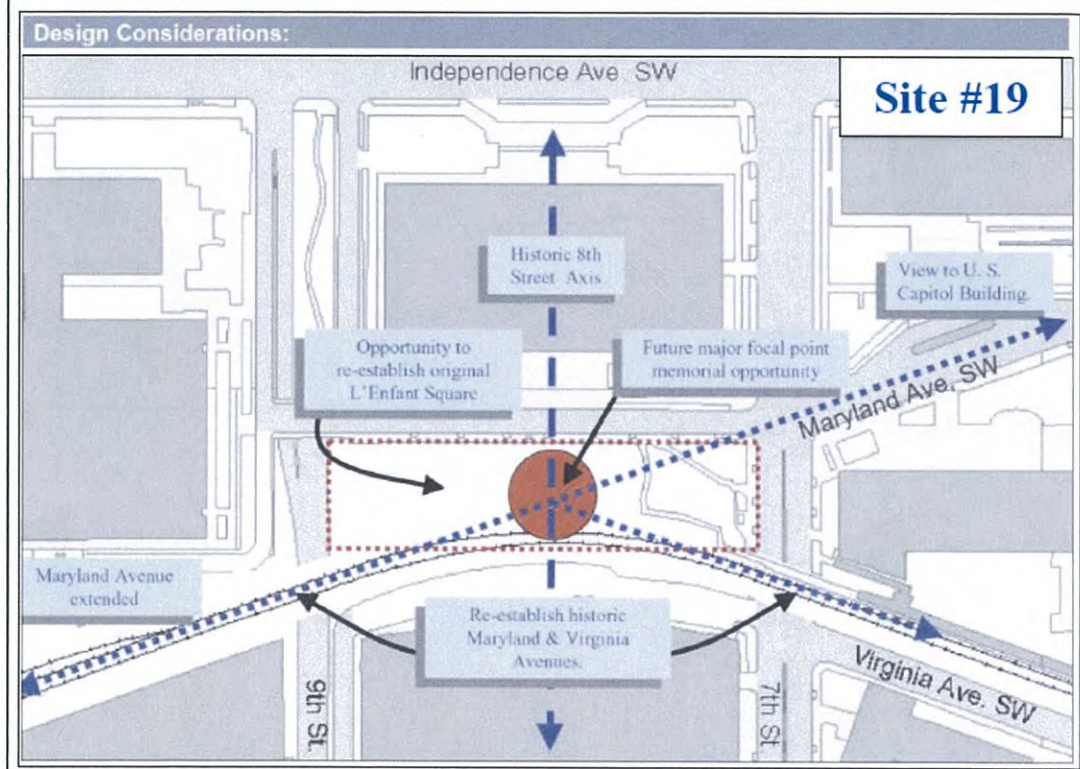 Design Considerations:
Independence Ave. SW
Site #19
Historic 8th
Street Axis
View to U. S.
Capitol Building.
Opportunity to
re-establish original
L'Enfant Square
Future major focal point
memorial opportunity
Maryland Ave. SW
Maryland Avenue
extended
Re-establish historic
Maryland & Virginia
Avenues.
Virginia Ave. SW
9th St.
7th St.